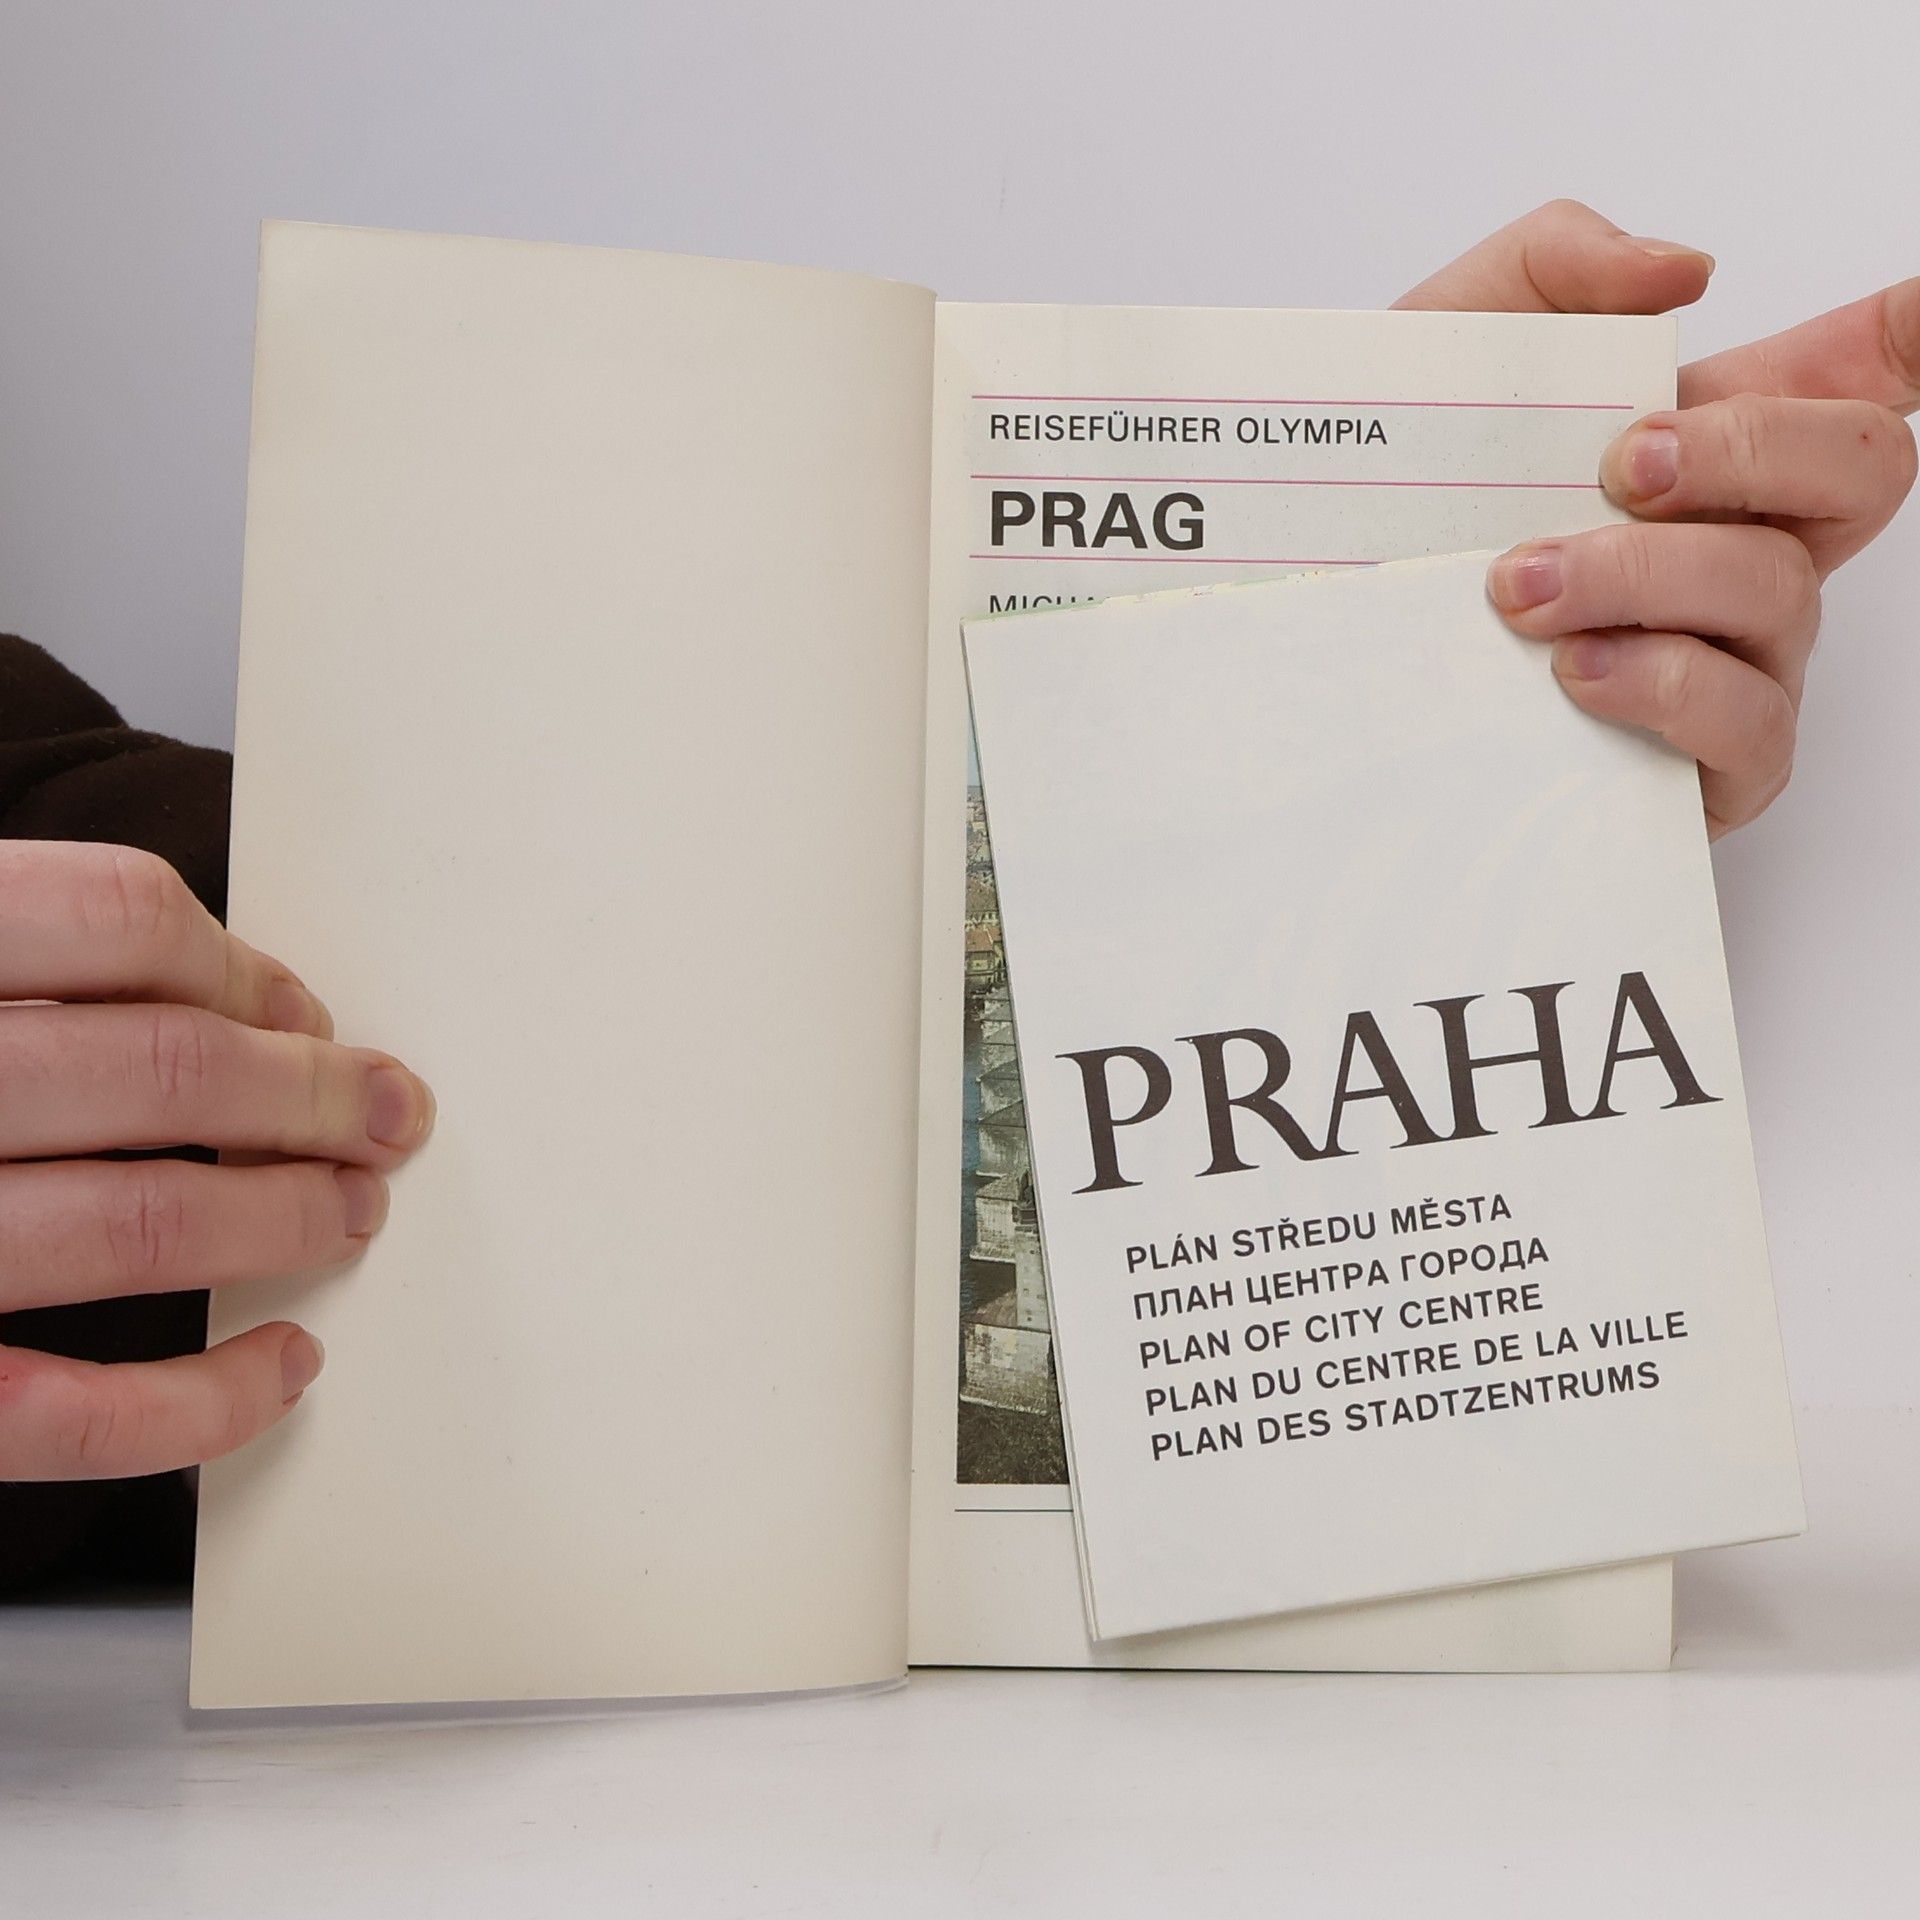 REISEFÜHRER OLYMPIA
PRAG
PRAHA
PLÁN STŘEDU MĚSTA
ПЛАН ЦЕНТРА ГОРОДА
PLAN OF CITY CENTRE
PLAN DU CENTRE DE LA VILLE
PLAN DES STADTZENTRUMS